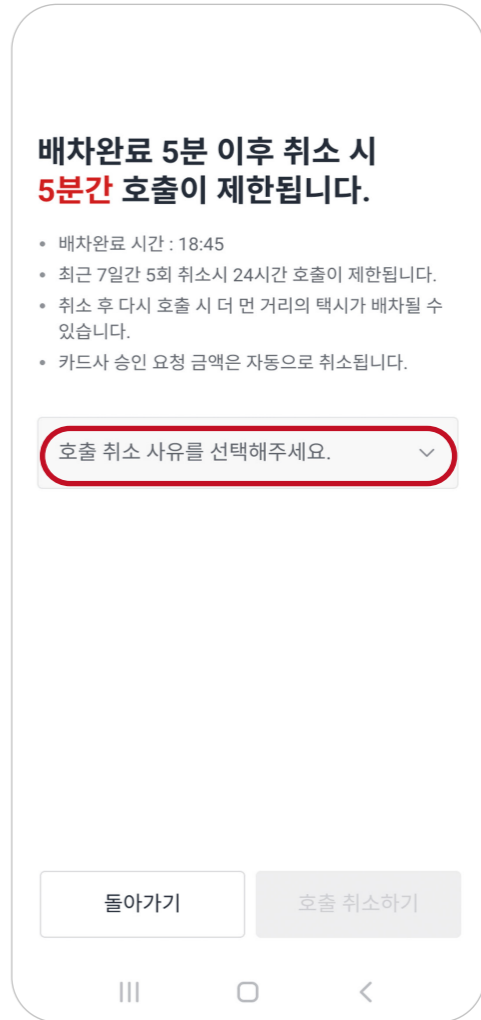 배차완료 5분 이후 취소 시
5분간 호출이 제한됩니다.
• 배차완료 시간 : 18:45
• 최근 7일간 5회 취소시 24시간 호출이 제한됩니다.
• 취소 후 다시 호출 시 더 먼 거리의 택시가 배차될 수
있습니다.
• 카드사 승인 요청 금액은 자동으로 취소됩니다.
호출 취소 사유를 선택해주세요.
돌아가기
호출 취소하기